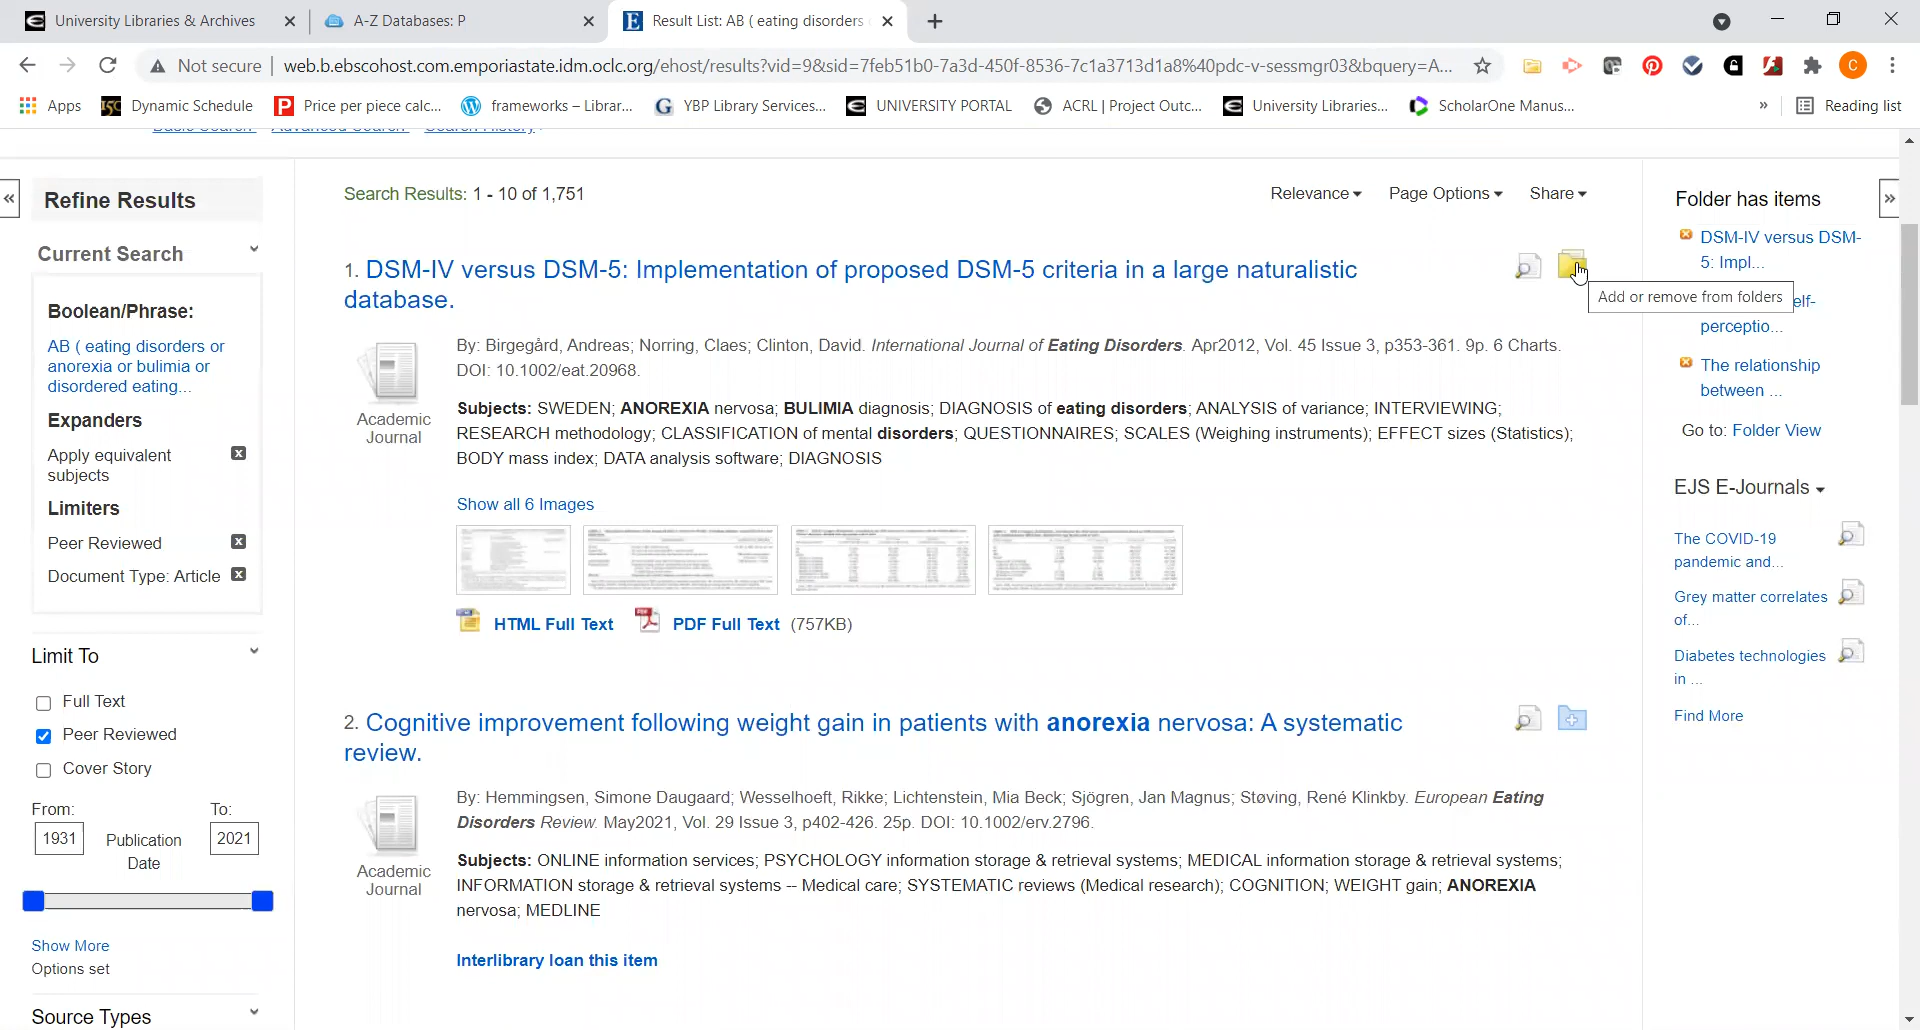 University Libraries & Archives
A-Z Databases: P
Result List: AB ( eating disorders
Not secure | web.b.ebscohost.com.emporiastate.idm.oclc.org/ehost/results?vid=9&sid=7feb51b0-7a3d-450f-8536-7c1a3713d1a8%40pdc-v-sessmgr03&bquery=A...
C
Apps
Dynamic Schedule
Price per piece calc...
frameworks – Librar...
YBP Library Services...
UNIVERSITY PORTAL
ACRL | Project Outc...
University Libraries...
ScholarOne Manus...
» Reading list
Basic Search Advanced Search Search History
Refine Results
Current Search
Boolean/Phrase:
AB ( eating disorders or
anorexia or bulimia or
disordered eating...
Expanders
Apply equivalent
subjects
Limiters
Peer Reviewed
Document Type: Article
Limit To
Full Text
Peer Reviewed
Cover Story
From: To:
1931 Publication 2021
Date
Show More
Options set
Source Types
Search Results: 1 - 10 of 1,751
Relevance Page Options Share
1. DSM-IV versus DSM-5: Implementation of proposed DSM-5 criteria in a large naturalistic
database.
Add or remove from folders
By: Birgegård, Andreas; Norring, Claes; Clinton, David. International Journal of Eating Disorders. Apr2012, Vol. 45 Issue 3, p353-361. 9p. 6 Charts.
DOI: 10.1002/eat.20968.
Academic
Journal
Subjects: SWEDEN; ANOREXIA nervosa; BULIMIA diagnosis; DIAGNOSIS of eating disorders; ANALYSIS of variance; INTERVIEWING;
RESEARCH methodology; CLASSIFICATION of mental disorders; QUESTIONNAIRES; SCALES (Weighing instruments); EFFECT sizes (Statistics);
BODY mass index; DATA analysis software; DIAGNOSIS
Show all 6 Images
HTML Full Text PDF Full Text (757KB)
2. Cognitive improvement following weight gain in patients with anorexia nervosa: A systematic
review.
By: Hemmingsen, Simone Daugaard; Wesselhoeft, Rikke; Lichtenstein, Mia Beck; Sjögren, Jan Magnus; Støving, René Klinkby. European Eating
Disorders Review. May2021, Vol. 29 Issue 3, p402-426. 25p. DOI: 10.1002/erv.2796.
Academic
Journal
Subjects: ONLINE information services; PSYCHOLOGY information storage & retrieval systems; MEDICAL information storage & retrieval systems;
INFORMATION storage & retrieval systems -- Medical care; SYSTEMATIC reviews (Medical research); COGNITION; WEIGHT gain; ANOREXIA
nervosa; MEDLINE
Interlibrary loan this item
Folder has items
DSM-IV versus DSM-
5: Impl...
elf-
perceptio...
The relationship
between ...
Go to: Folder View
EJS E-Journals
The COVID-19
pandemic and...
Grey matter correlates
of...
Diabetes technologies
in ...
Find More